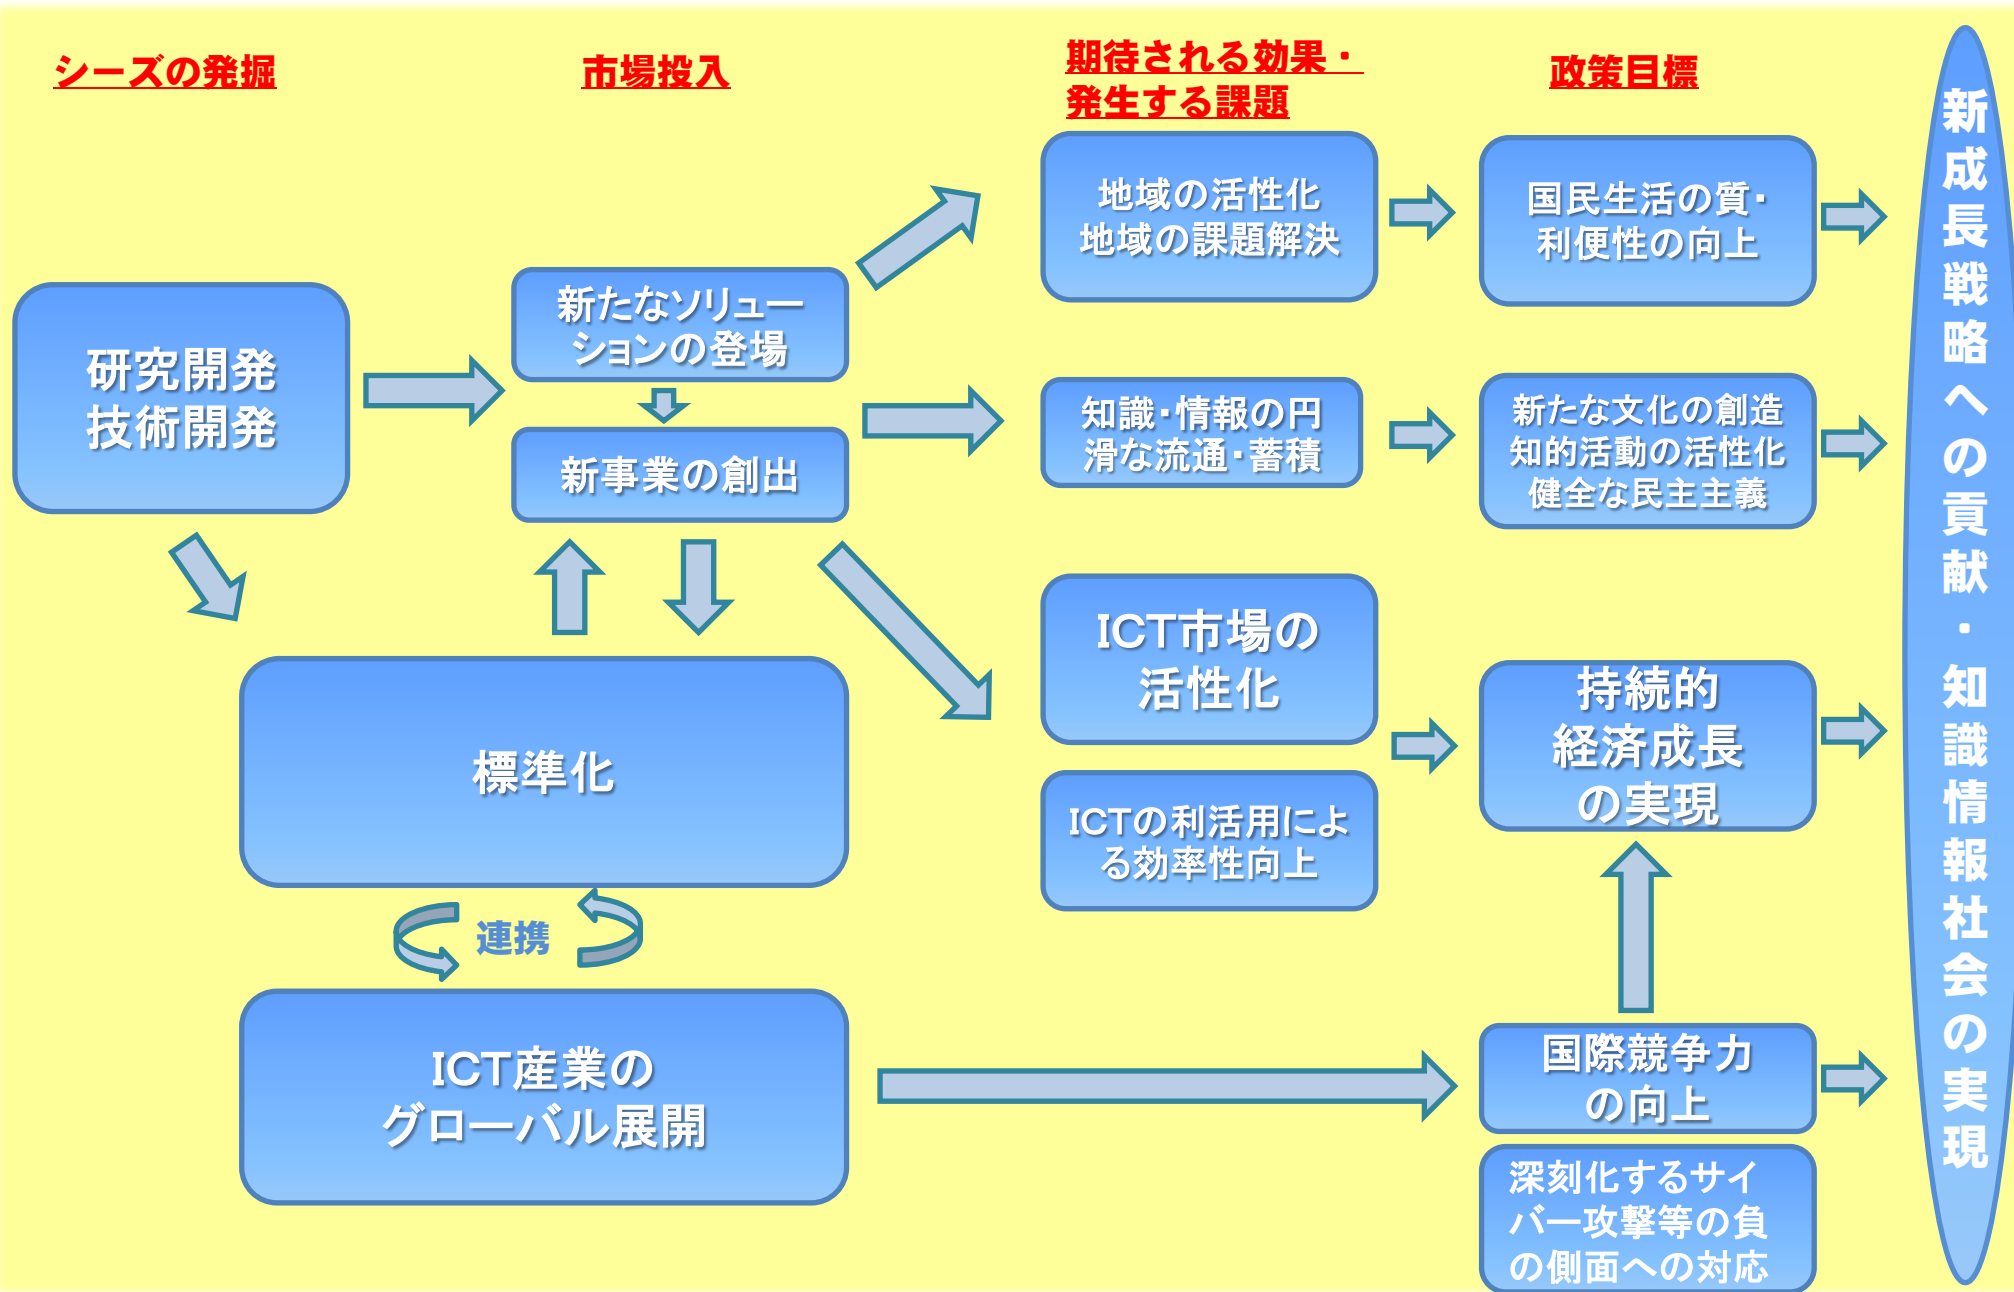 シーズの発掘
市場投入
期待される効果・
発生する課題
政策目標
研究開発
技術開発
新たなソリュー
ションの登場
新事業の創出
標準化
連携
ICT産業の
グローバル展開
地域の活性化
地域の課題解決
知識・情報の円
滑な流通・蓄積
ICT市場の
活性化
ICTの利活用によ
る効率性向上
国民生活の質・
利便性の向上
新たな文化の創造
知的活動の活性化
健全な民主主義
持続的
経済成長
の実現
国際競争力
の向上
深刻化するサイ
バー攻撃等の負
の側面への対応
新成長戦略への貢献・知識情報社会の実現